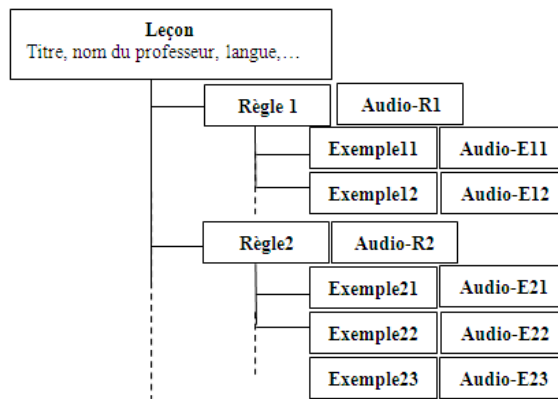 Leçon
Titre, nom du professeur, langue,…
Règle 1 Audio-R1
Exemple11 Audio-E11
Exemple12 Audio-E12
Règle2 Audio-R2
Exemple21 Audio-E21
Exemple22 Audio-E22
Exemple23 Audio-E23